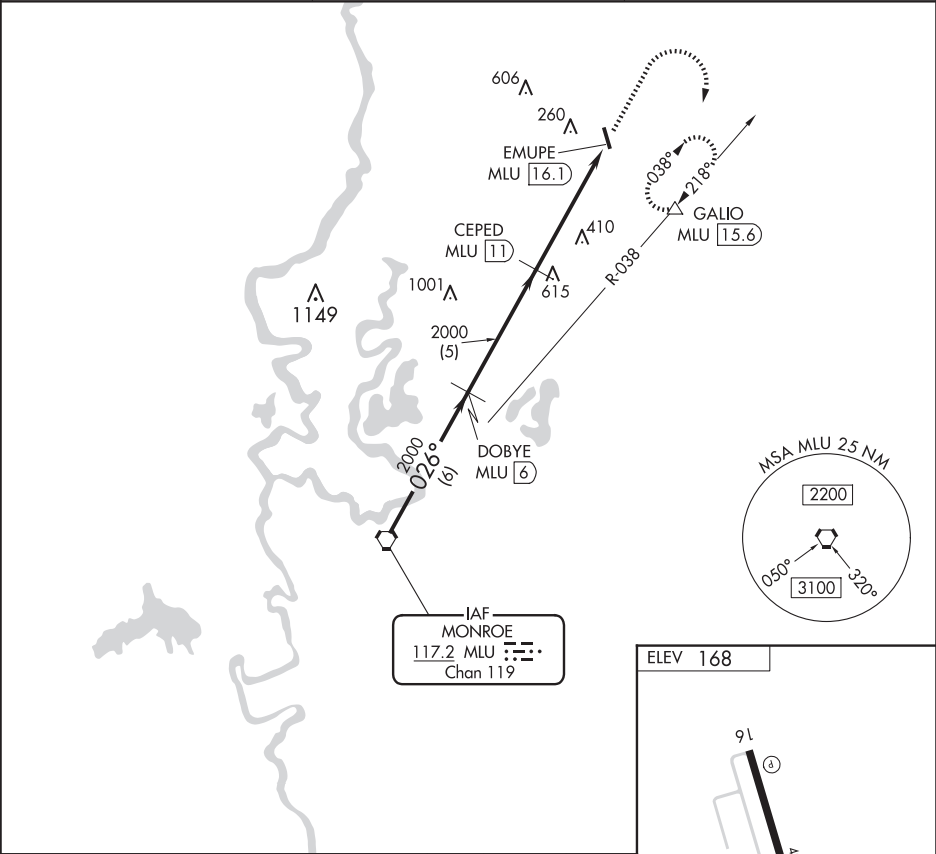 606
260
EMUPE
MLU 16.1
038°
218°
GALIO
MLU 15.6
CEPED
MLU 11
410
R-038
615
1001
1149
2000
(5)
DOBYE
MLU 6
2000
026°
(6)
MSA MLU 25 NM
2200
050°
320°
3100
IAF
MONROE
117.2 MLU
Chan 119
ELEV 168
16
P
A